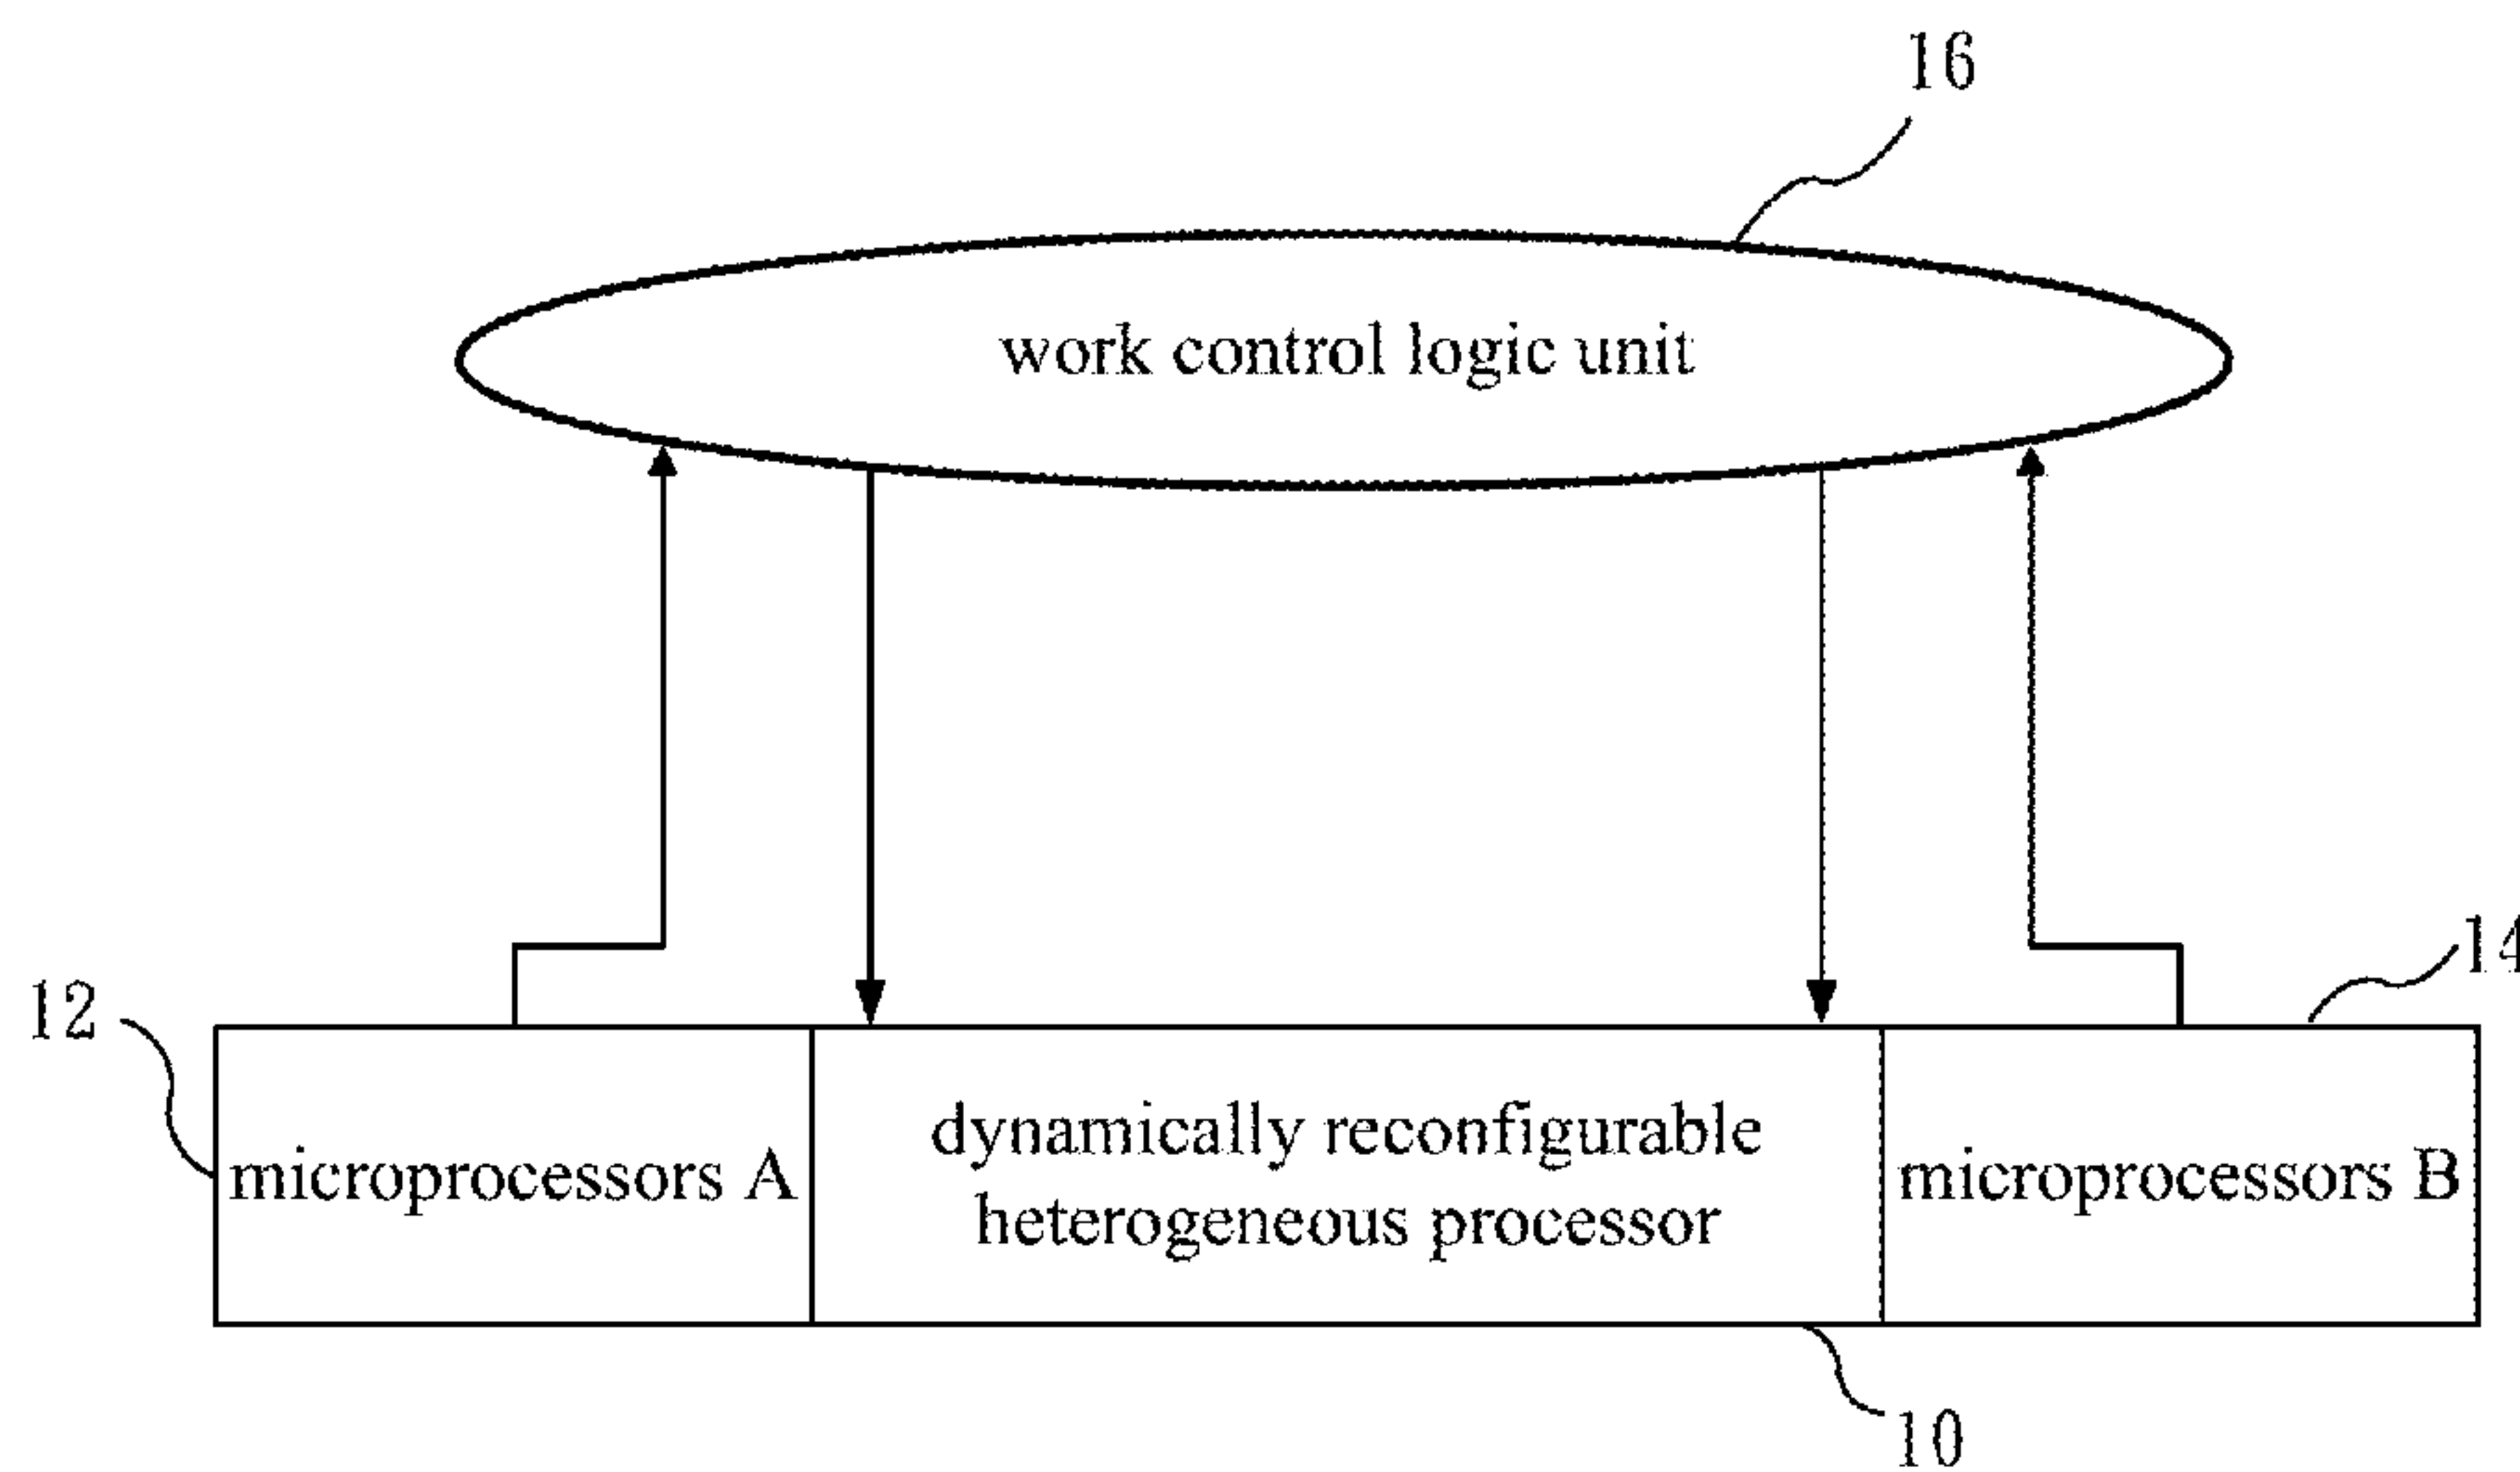 16
work control logic unit
14
12
dynamically reconfigurable
microprocessors A
microprocessors B
heterogeneous processor
10